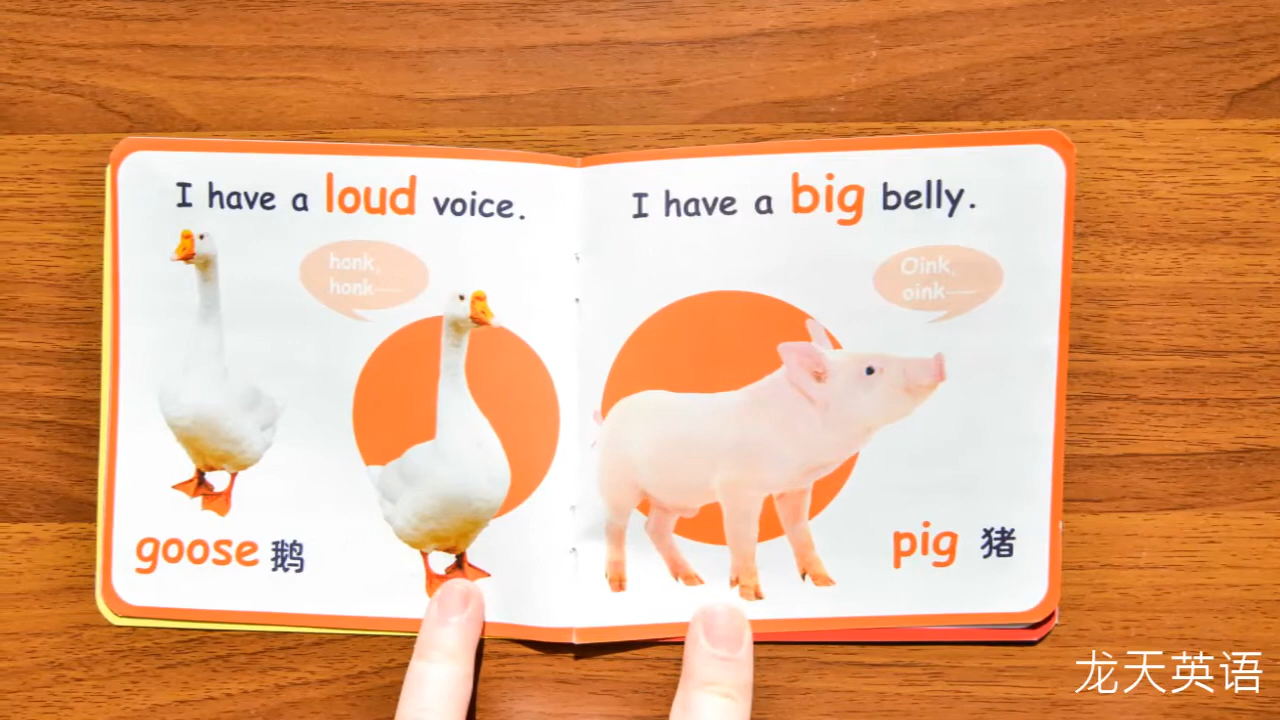 I have a loud voice.
honk,
honk——
goose 鹅
I have a big belly.
Oink,
oink——
pig 猪
龙天英语